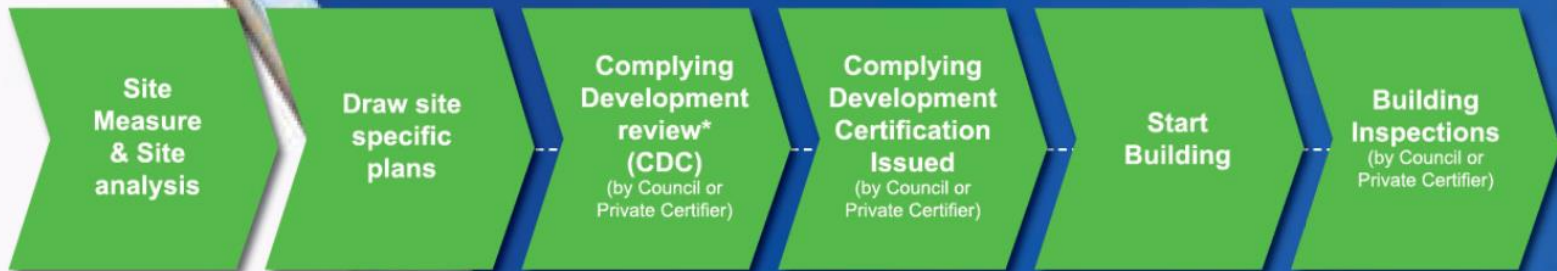 Site
Measure
& Site
analysis
Draw site
specific
plans
Complying
Development
review*
(CDC)
(by Council or
Private Certifier)
Complying
Development
Certification
Issued
(by Council or
Private Certifier)
Start
Building
Building
Inspections
(by Council or
Private Certifier)